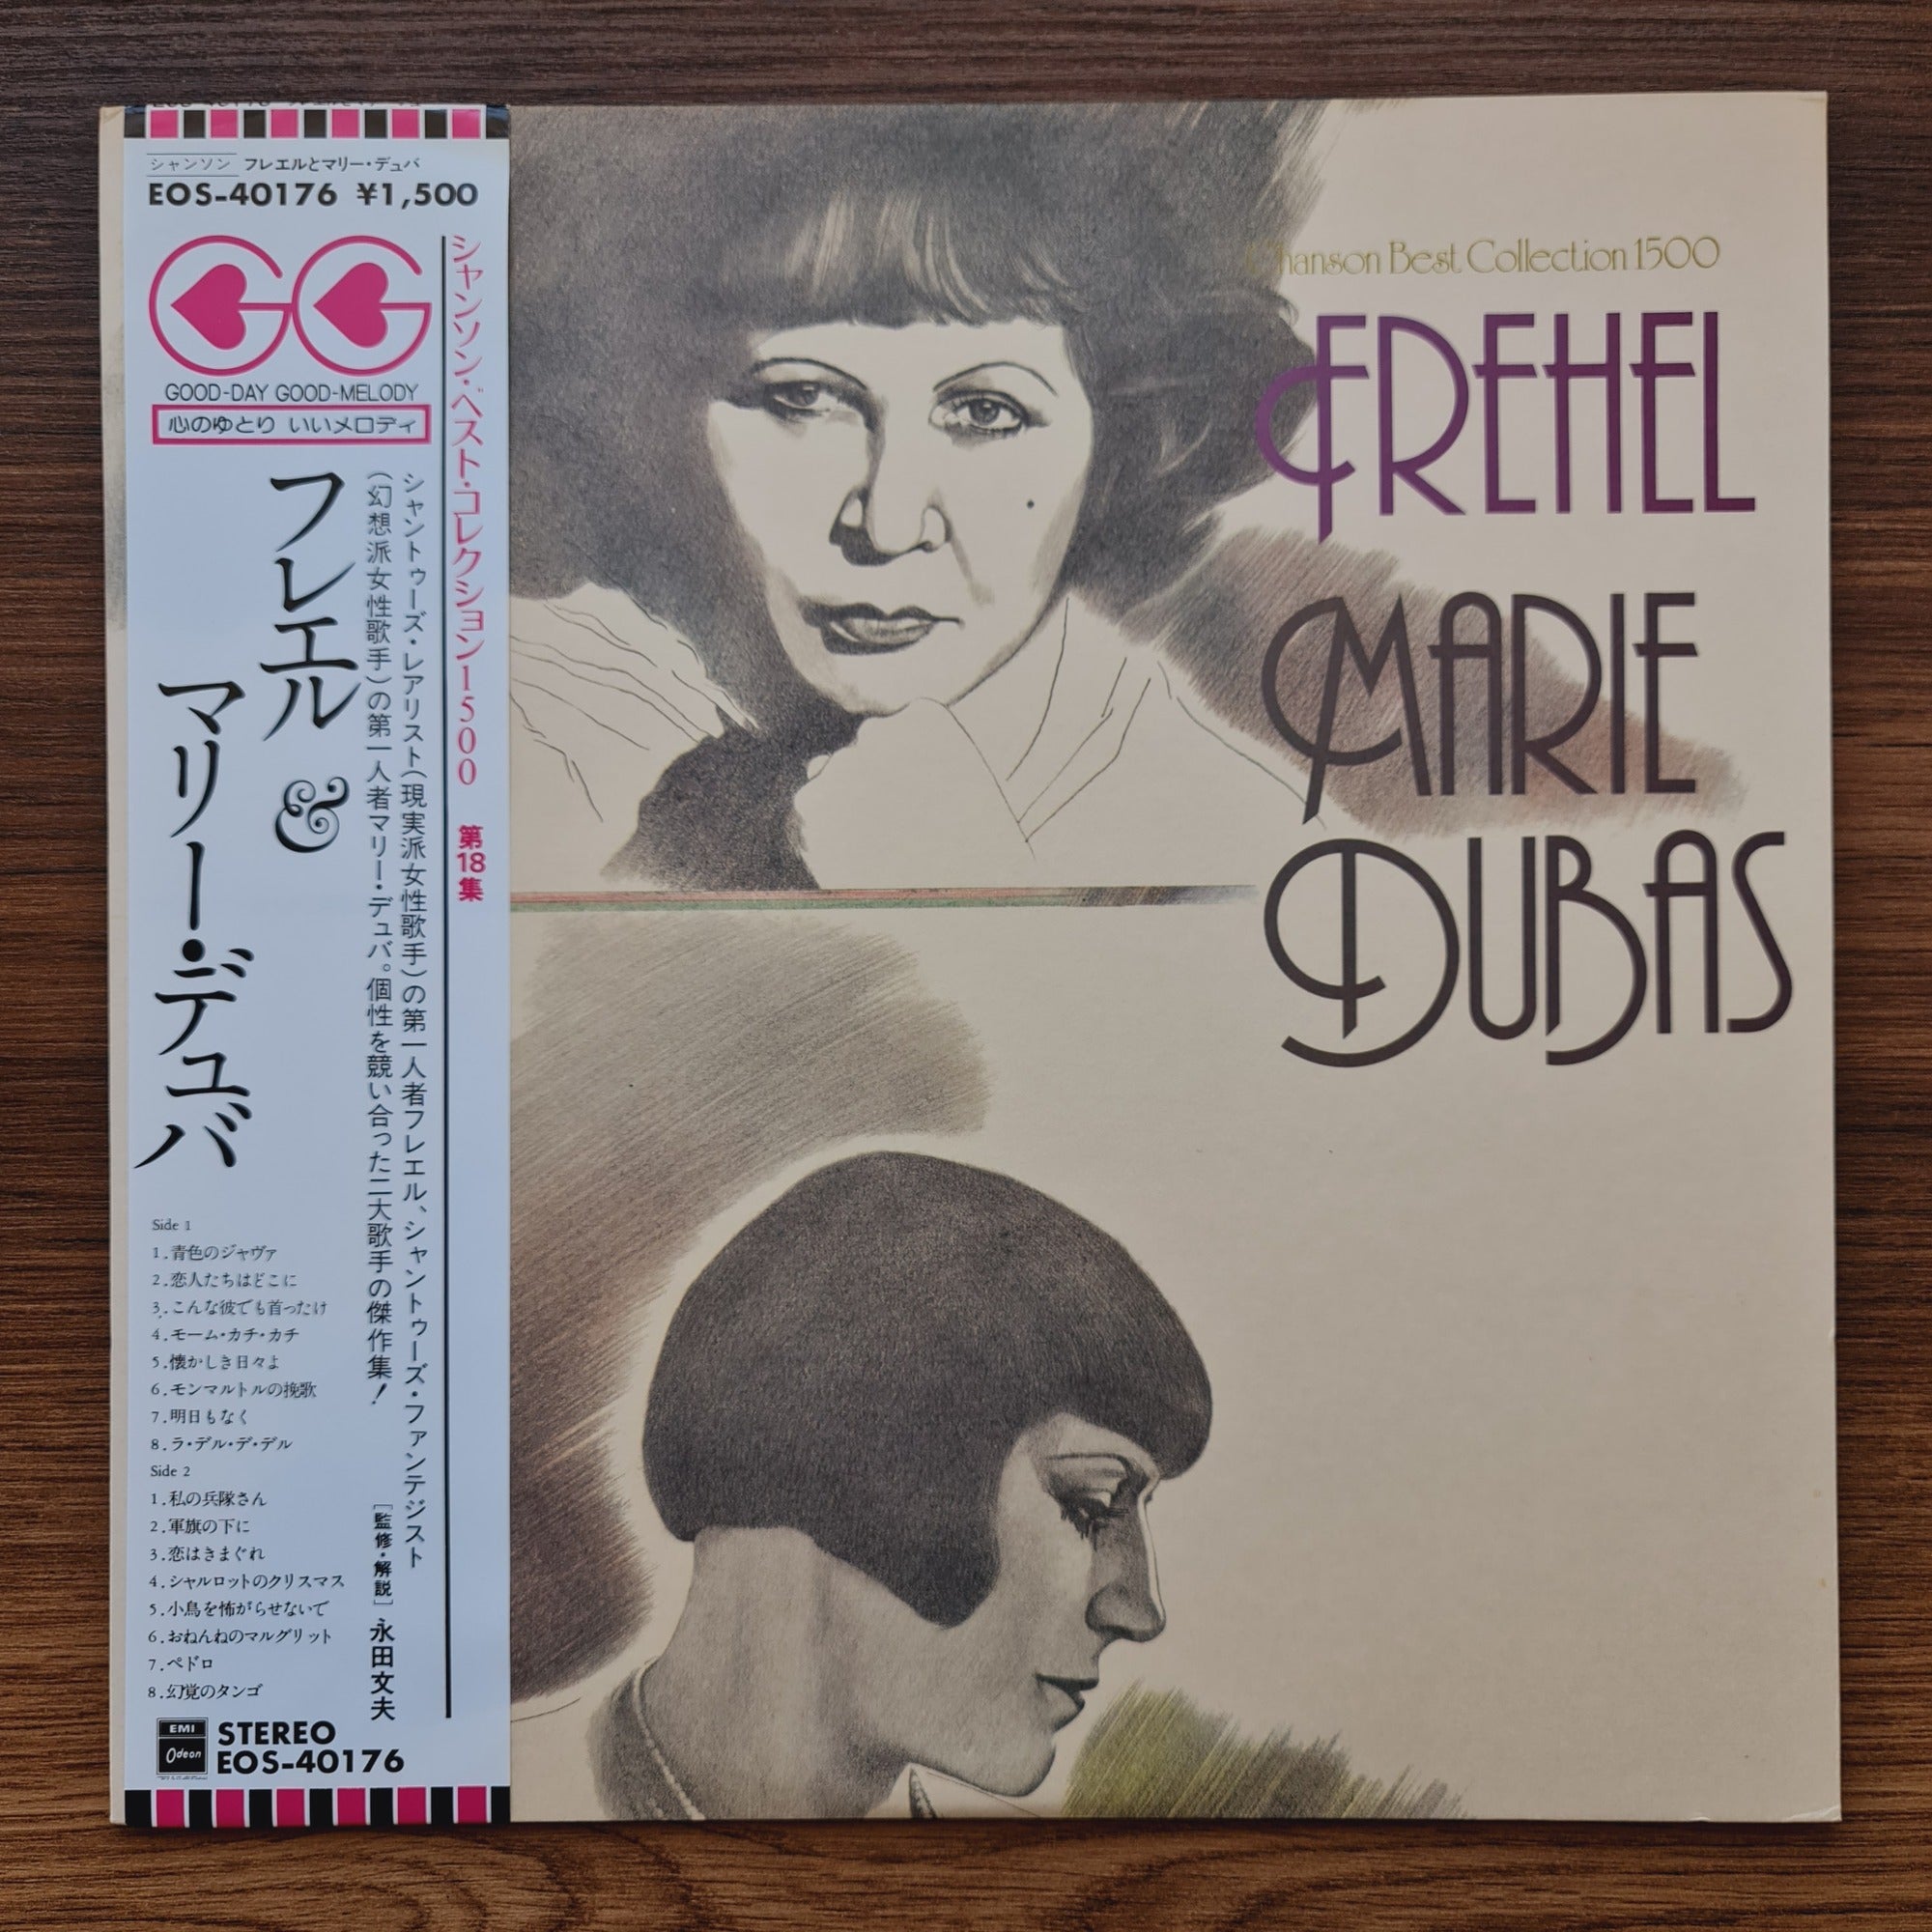 シャンソン フレエルとマリー・デュバ
EOS-40176 ¥1,500
GOOD-DAY GOOD-MELODY
心のゆとり いいメロディ
シャンソン・ベスト・コレクション1500 第18集
シャントゥーズ・レアリスト(現実派女性歌手)の第一人者フレエル、シャントゥーズ・ファンテジスト
(幻想派女性歌手)の第一人者マリー・デュバ。個性を競い合った二大歌手の傑作集!
[監修・解説] 永田文夫
フレエル &
マリー・デュバ
Side 1
1.青色のジャヴァ
2.恋人たちはどこに
3.こんな彼でも首ったけ
4.モーム・カチ・カチ
5.懐かしき日々よ
6.モンマルトルの挽歌
7.明日もなく
8.ラ・デル・デ・デル
Side 2
1.私の兵隊さん
2.軍旗の下に
3.恋はきまぐれ
4.シャルロットのクリスマス
5.小鳥を怖がらせないで
6.おねんねのマルグリット
7.ペドロ
8.幻覚のタンゴ
EMI
Odeon
STEREO
EOS-40176
Chanson Best Collection 1500
FREHEL
MARIE
DUBAS